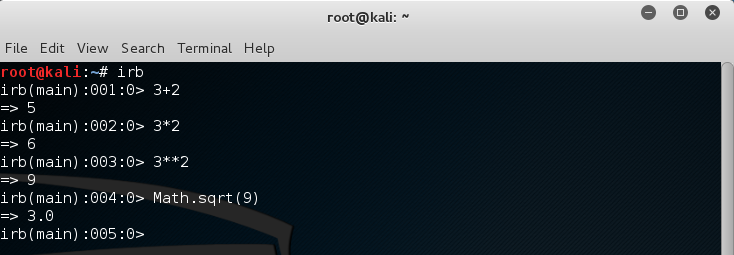 root@kali: ~
File Edit View Search Terminal Help
root@kali:~# irb
irb(main):001:0> 3+2
=> 5
irb(main):002:0> 3*2
=> 6
irb(main):003:0> 3**2
=> 9
irb(main):004:0> Math.sqrt(9)
=> 3.0
irb(main):005:0>